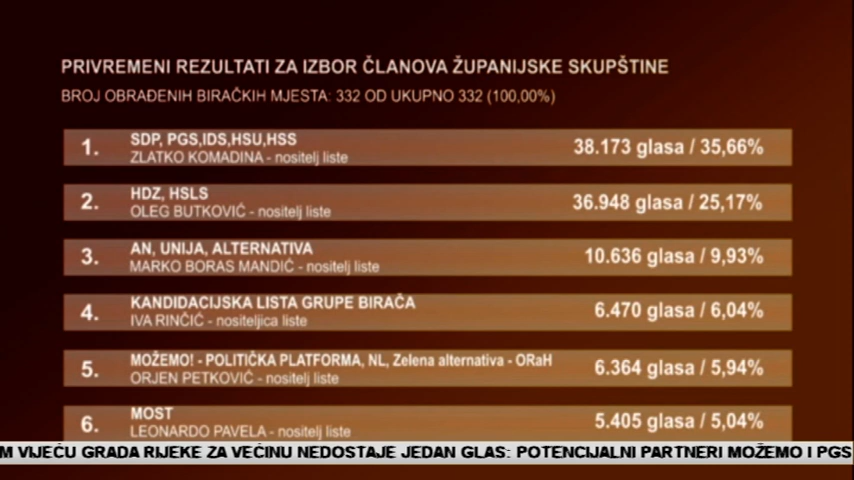 PRIVREMENI REZULTATI ZA IZBOR ČLANOVA ŽUPANIJSKE SKUPŠTINE
BROJ OBRAĐENIH BIRAČKIH MJESTA: 332 OD UKUPNO 332 (100,00%)
1. SDP, PGS,IDS,HSU,HSS
ZLATKO KOMADINA - nositelj liste
38.173 glasa / 35,66%
2. HDZ, HSLS
OLEG BUTKOVIĆ - nositelj liste
36.948 glasa / 25,17%
3. AN, UNIJA, ALTERNATIVA
MARKO BORAS MANDIĆ - nositelj liste
10.636 glasa / 9,93%
4. KANDIDACIJSKA LISTA GRUPE BIRAČA
IVA RINČIĆ - nositeljica liste
6.470 glasa / 6,04%
5. MOŽEMO! - POLITIČKA PLATFORMA, NL, Zelena alternativa - ORaH
ORJEN PETKOVIĆ - nositelj liste
6.364 glasa / 5,94%
6. MOST
LEONARDO PAVELA - nositelj liste
5.405 glasa / 5,04%
M VIJEĆU GRADA RIJEKE ZA VEĆINU NEDOSTAJE JEDAN GLAS: POTENCIJALNI PARTNERI MOŽEMO I PGS